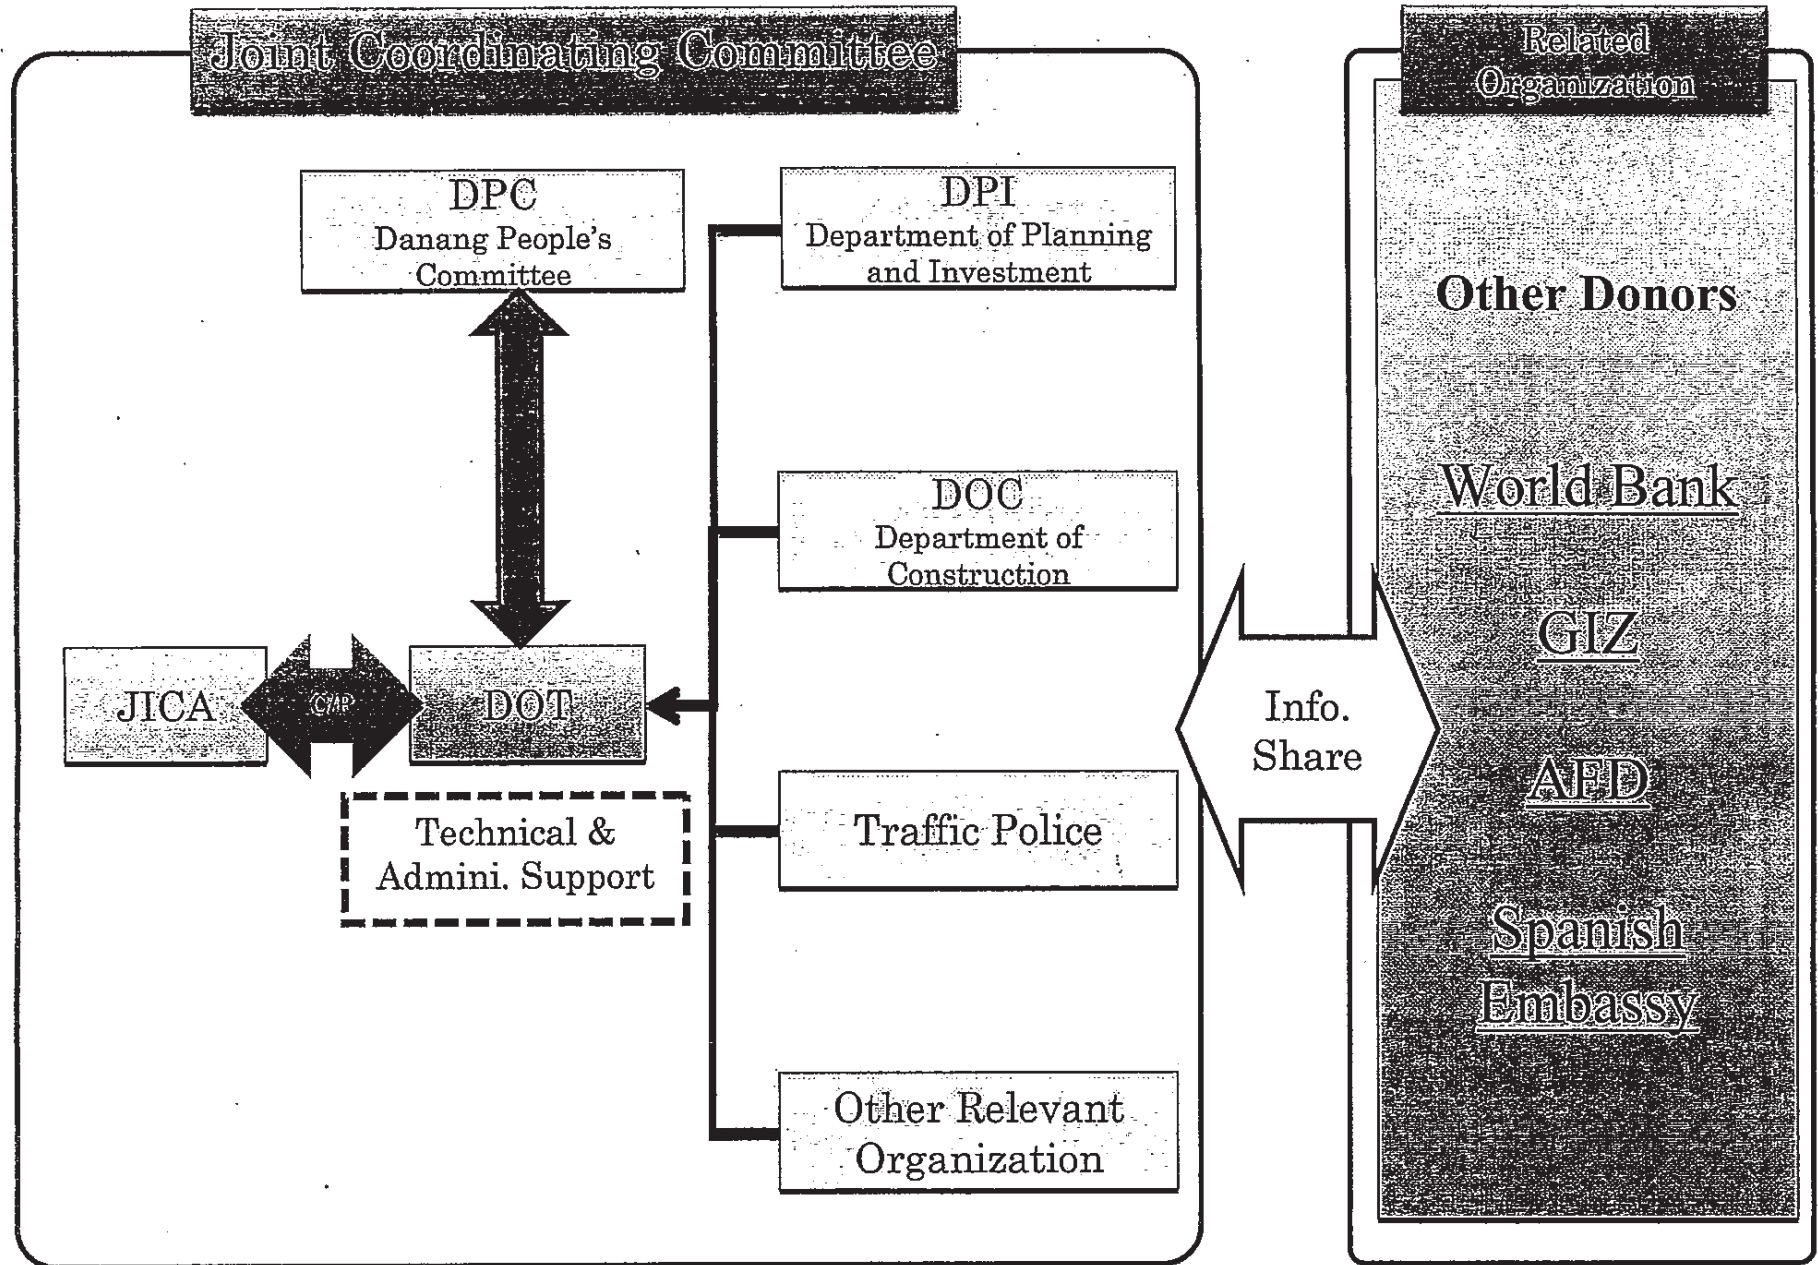 Joint Coordinating Committee
DPC
Danang People's
Committee
DPI
Department of Planning
and Investment
DOC
Department of
Construction
JICA
C/AP
DOT
Technical &
Admini. Support
Traffic Police
Other Relevant
Organization
Info.
Share
Related
Organization
Other Donors
World Bank
GIZ
AFD
Spanish
Embassy